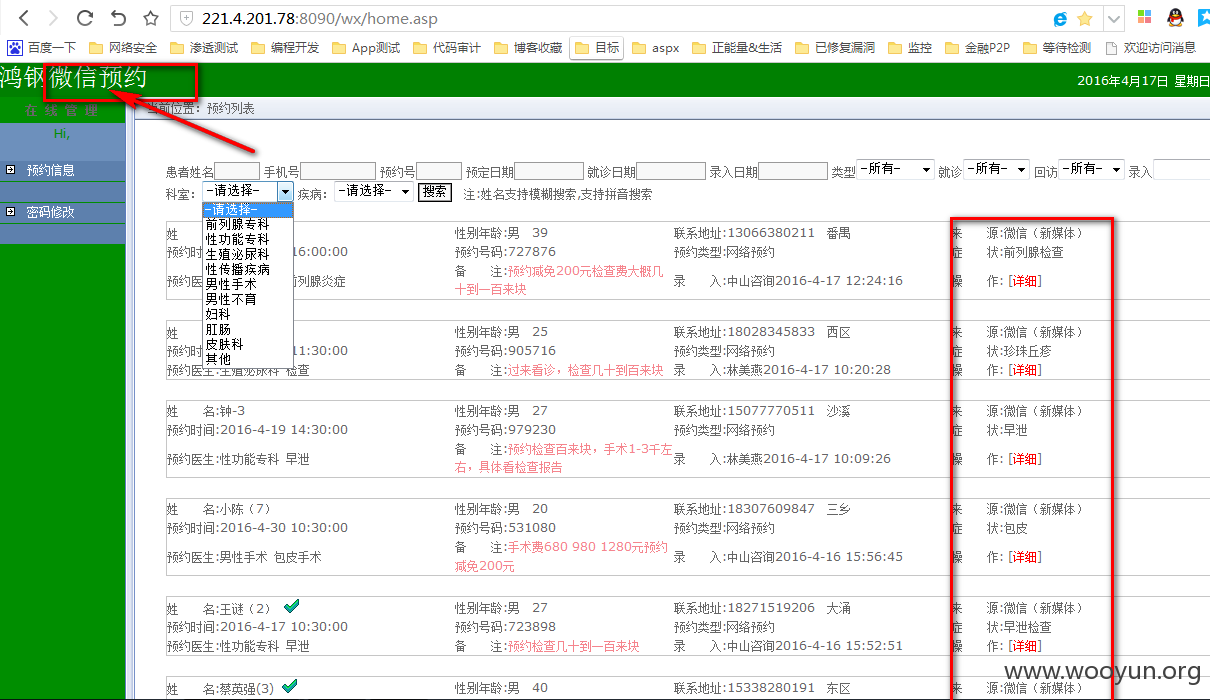 221.4.201.78:8090/wx/home.asp
百度一下 网络安全 渗透测试 编程开发 App测试 代码审计 博客收藏 目标 aspx 正能量&生活 已修复漏洞 监控 金融P2P 等待检测 欢迎访问消息
鸿钢微信预约 2016年4月17日 星期日
在线管理 当前位置：预约列表
Hi,
预约信息
密码修改
患者姓名 手机号 预约号 预定日期 就诊日期 录入日期 类型 -所有- 就诊 -所有- 回访 -所有- 录入
科室： -请选择- 疾病： -请选择- 搜索 注:姓名支持模糊搜索,支持拼音搜索
-请选择-
前列腺专科
性功能专科
生殖泌尿科
性传播疾病
男性手术
男性不育
妇科
肛肠
皮肤科
其他
姓 性别年龄:男 39 联系地址:13066380211 番禺 来 源:微信（新媒体）
预约时 16:00:00 预约号码:727876 预约类型:网络预约 症 状:前列腺检查
预约医 前列腺炎症 备 注:预约减免200元检查费大概几十到一百来块 录 入:中山咨询2016-4-17 12:24:16 操 作: [详细]
姓 性别年龄:男 25 联系地址:18028345833 西区 来 源:微信（新媒体）
预约时 11:30:00 预约号码:905716 预约类型:网络预约 症 状:珍珠丘疹
预约医生:生殖泌尿科 检查 备 注:过来看诊，检查几十到百来块 录 入:林美燕2016-4-17 10:20:28 操 作: [详细]
姓 名:钟-3 性别年龄:男 27 联系地址:15077770511 沙溪 来 源:微信（新媒体）
预约时间:2016-4-19 14:30:00 预约号码:979230 预约类型:网络预约 症 状:早泄
预约医生:性功能专科 早泄 备 注:预约检查百来块，手术1-3千左右，具体看检查报告 录 入:林美燕2016-4-17 10:09:26 操 作: [详细]
姓 名:小陈（7） 性别年龄:男 20 联系地址:18307609847 三乡 来 源:微信（新媒体）
预约时间:2016-4-30 10:30:00 预约号码:531080 预约类型:网络预约 症 状:包皮
预约医生:男性手术 包皮手术 备 注:手术费680 980 1280元预约减免200元 录 入:中山咨询2016-4-16 15:56:45 操 作: [详细]
姓 名:王谜（2） 性别年龄:男 27 联系地址:18271519206 大涌 来 源:微信（新媒体）
预约时间:2016-4-17 10:30:00 预约号码:723898 预约类型:网络预约 症 状:早泄检查
预约医生:性功能专科 早泄 备 注:预约检查几十到一百来块 录 入:中山咨询2016-4-16 15:52:51 操 作: [详细]
姓 名:蔡英强(3) 性别年龄:男 40 联系地址:15338280191 东区 来 源:微信（新媒体）
www.wooyun.org